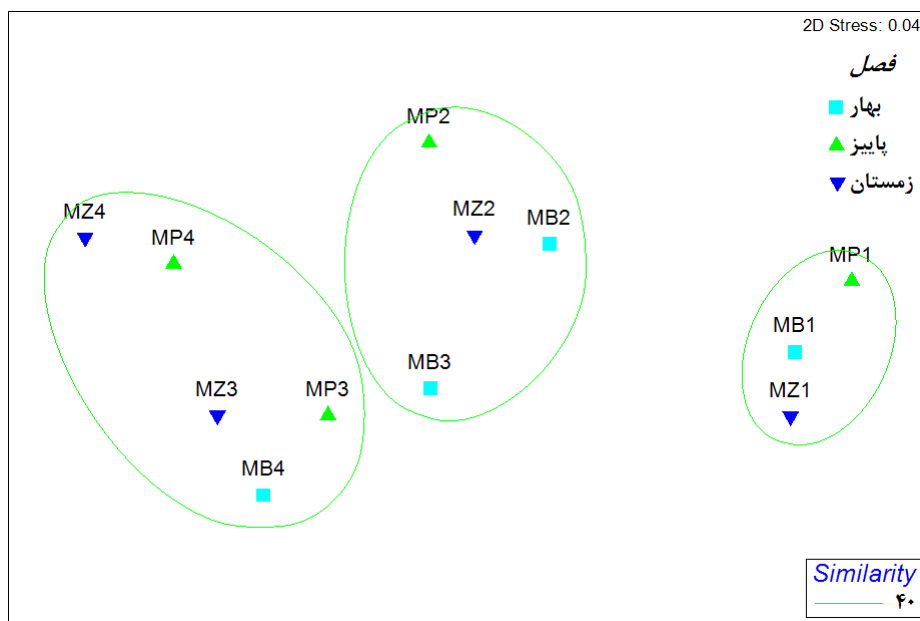 2D Stress: 0.04
فصل
بهار
پاییز
زمستان
MP2
MZ4
MP4
MZ2
MB2
MP1
MB1
MB3
MZ3
MP3
MZ1
MB4
Similarity
۴۰